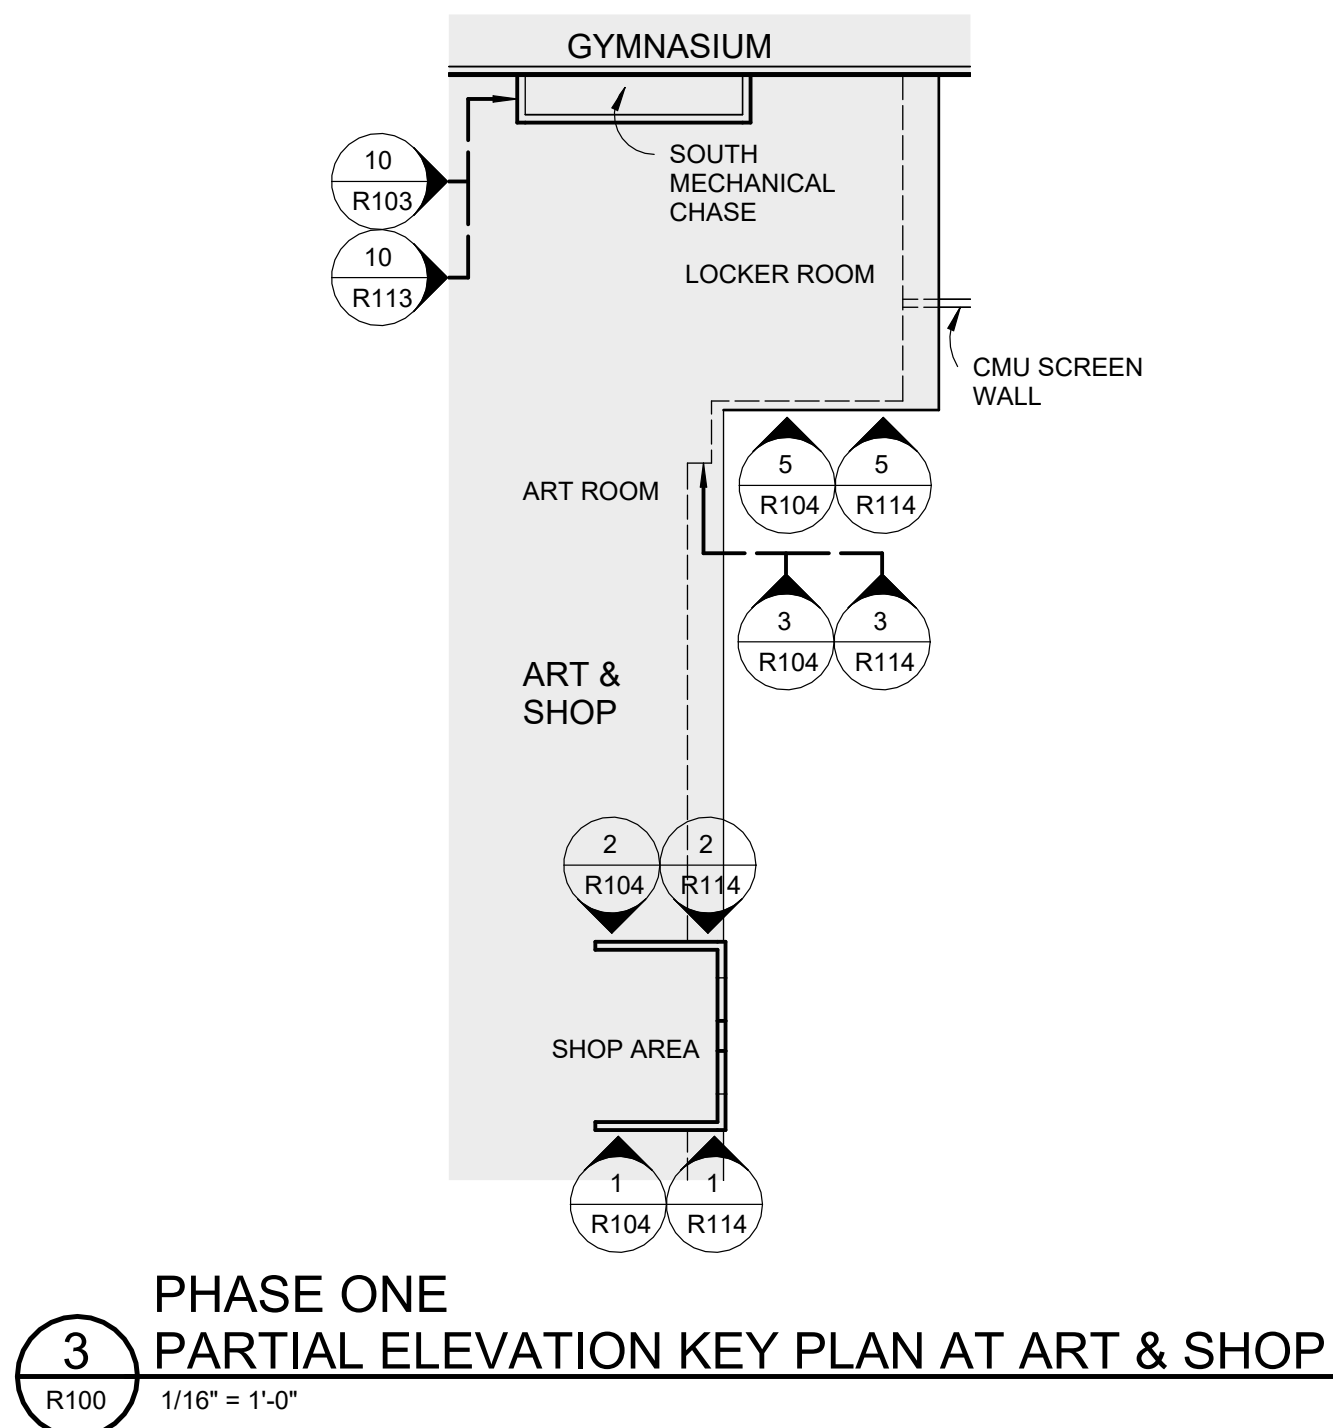 GYMNASIUM
SOUTH
MECHANICAL
CHASE
10
R103
10
R113
LOCKER ROOM
CMU SCREEN
WALL
5
R104
5
R114
ART ROOM
3
R104
3
R114
ART &
SHOP
2
R104
2
R114
SHOP AREA
1
R104
1
R114
PHASE ONE
3
PARTIAL ELEVATION KEY PLAN AT ART & SHOP
R100
1/16" = 1'-0"